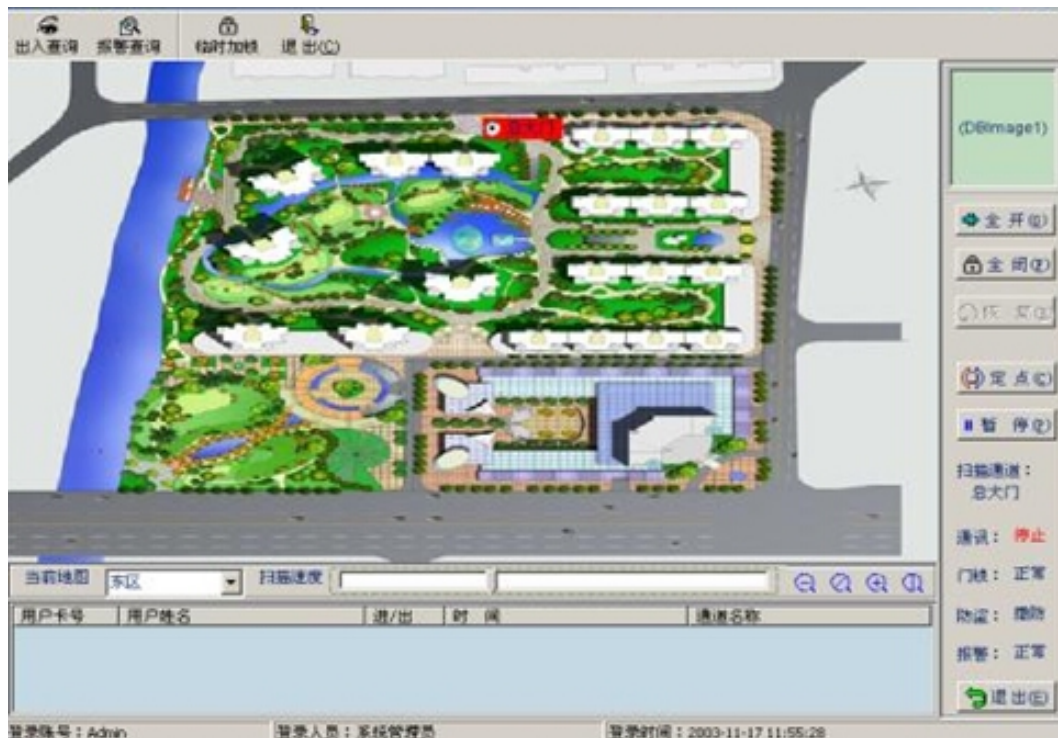 出入查询 报警查询 临时加锁 退出(C)
总大门
(DBImage1)
全开(Q)
全闭(Z)
恢复
定点(C)
暂停(P)
扫描通道：
总大门
通讯：停止
门锁：正常
防盗：撤防
报警：正常
退出(E)
当前地图 东区 扫描速度
用户卡号 用户姓名 进/出 时间 通道名称
登录账号：Admin 登录人员：系统管理员 登录时间：2003-11-17 11:55:28